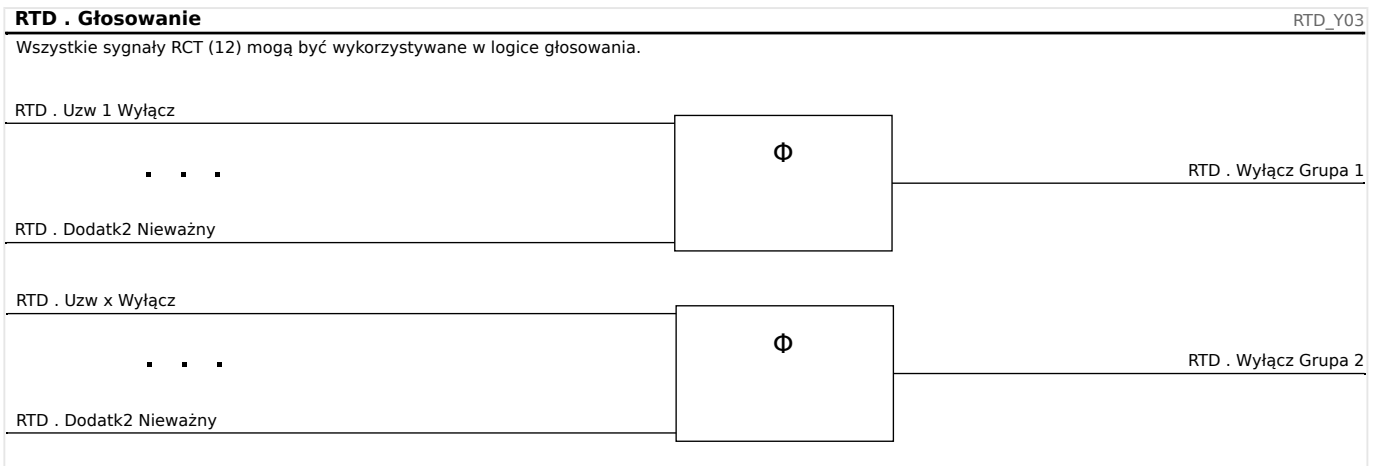 RTD . Głosowanie
RTD_Y03
Wszystkie sygnały RCT (12) mogą być wykorzystywane w logice głosowania.
RTD . Uzw 1 Wyłącz
Φ
. . .
RTD . Wyłącz Grupa 1
RTD . Dodatk2 Nieważny
RTD . Uzw x Wyłącz
Φ
. . .
RTD . Wyłącz Grupa 2
RTD . Dodatk2 Nieważny